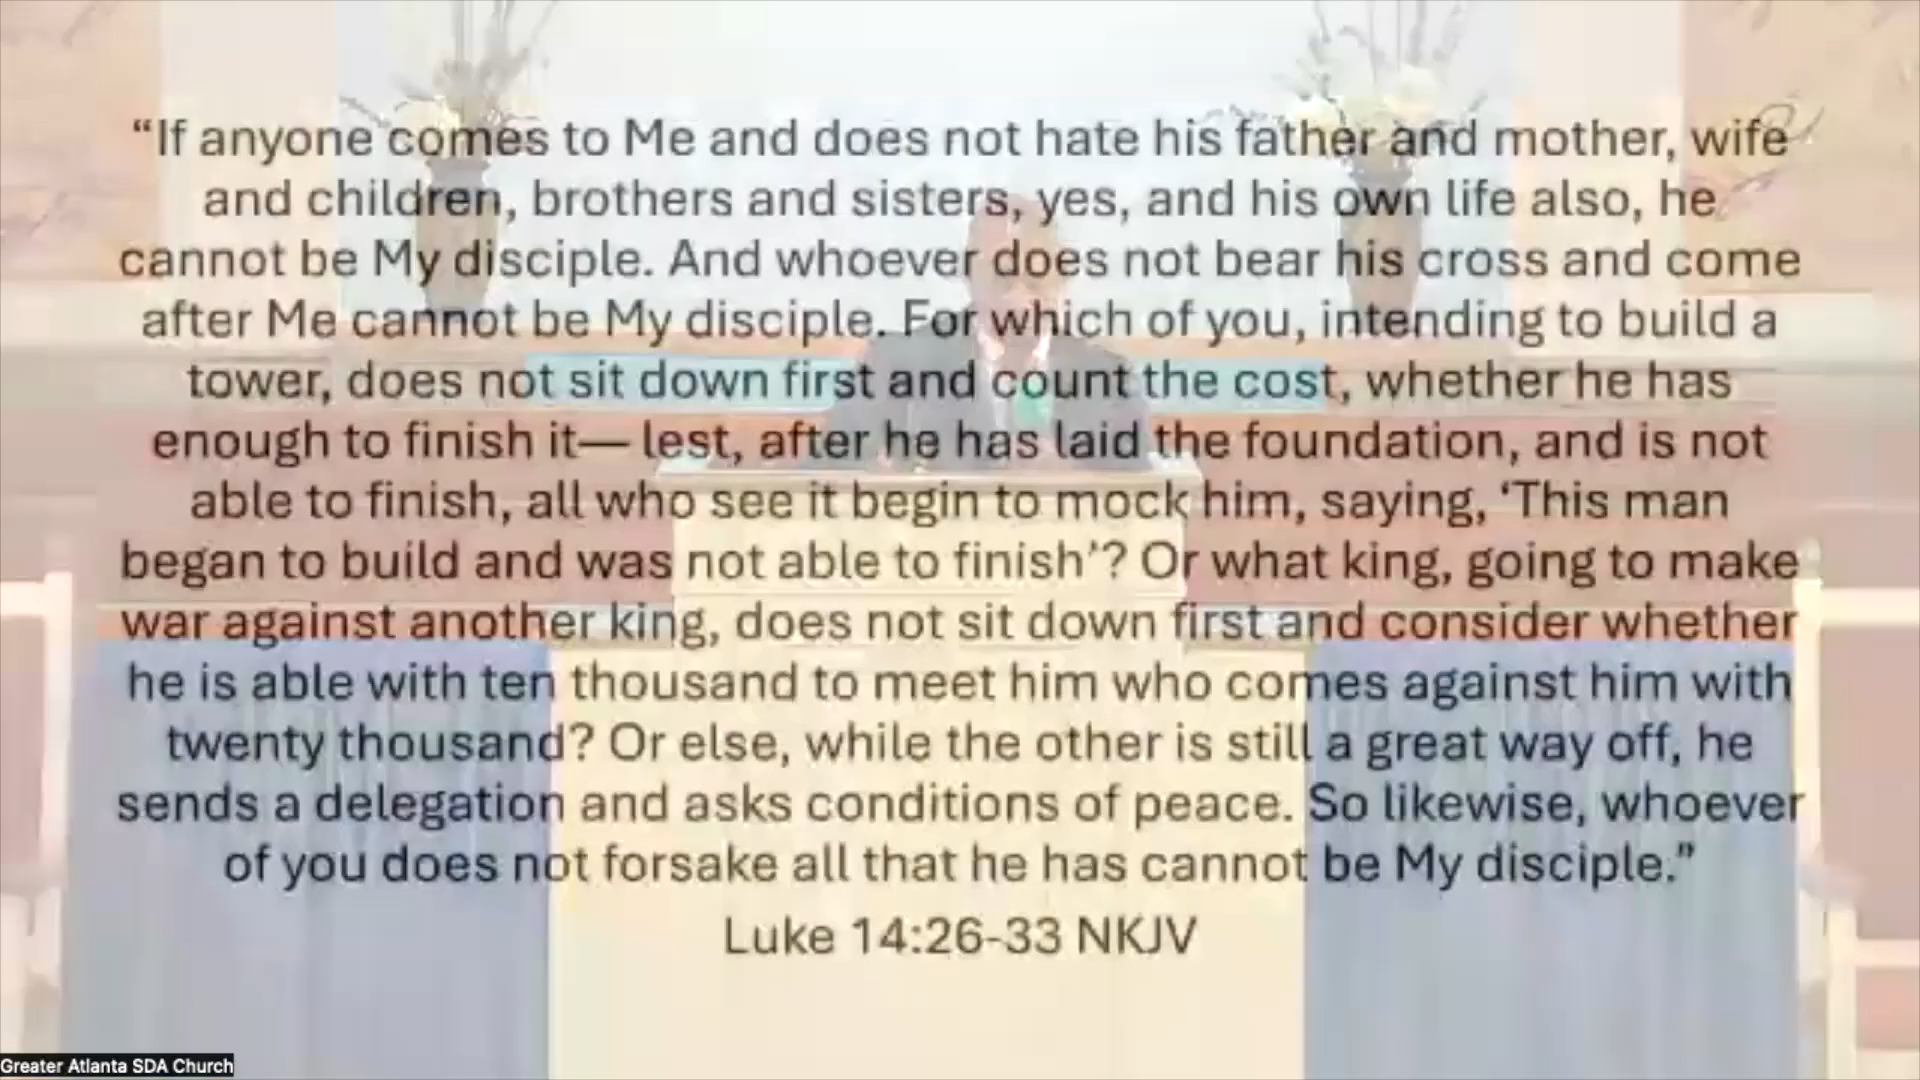 “If anyone comes to Me and does not hate his father and mother, wife
and children, brothers and sisters, yes, and his own life also, he
cannot be My disciple. And whoever does not bear his cross and come
after Me cannot be My disciple. For which of you, intending to build a
tower, does not sit down first and count the cost, whether he has
enough to finish it— lest, after he has laid the foundation, and is not
able to finish, all who see it begin to mock him, saying, ‘This man
began to build and was not able to finish’? Or what king, going to make
war against another king, does not sit down first and consider whether
he is able with ten thousand to meet him who comes against him with
twenty thousand? Or else, while the other is still a great way off, he
sends a delegation and asks conditions of peace. So likewise, whoever
of you does not forsake all that he has cannot be My disciple.”
Luke 14:26-33 NKJV
Greater Atlanta SDA Church